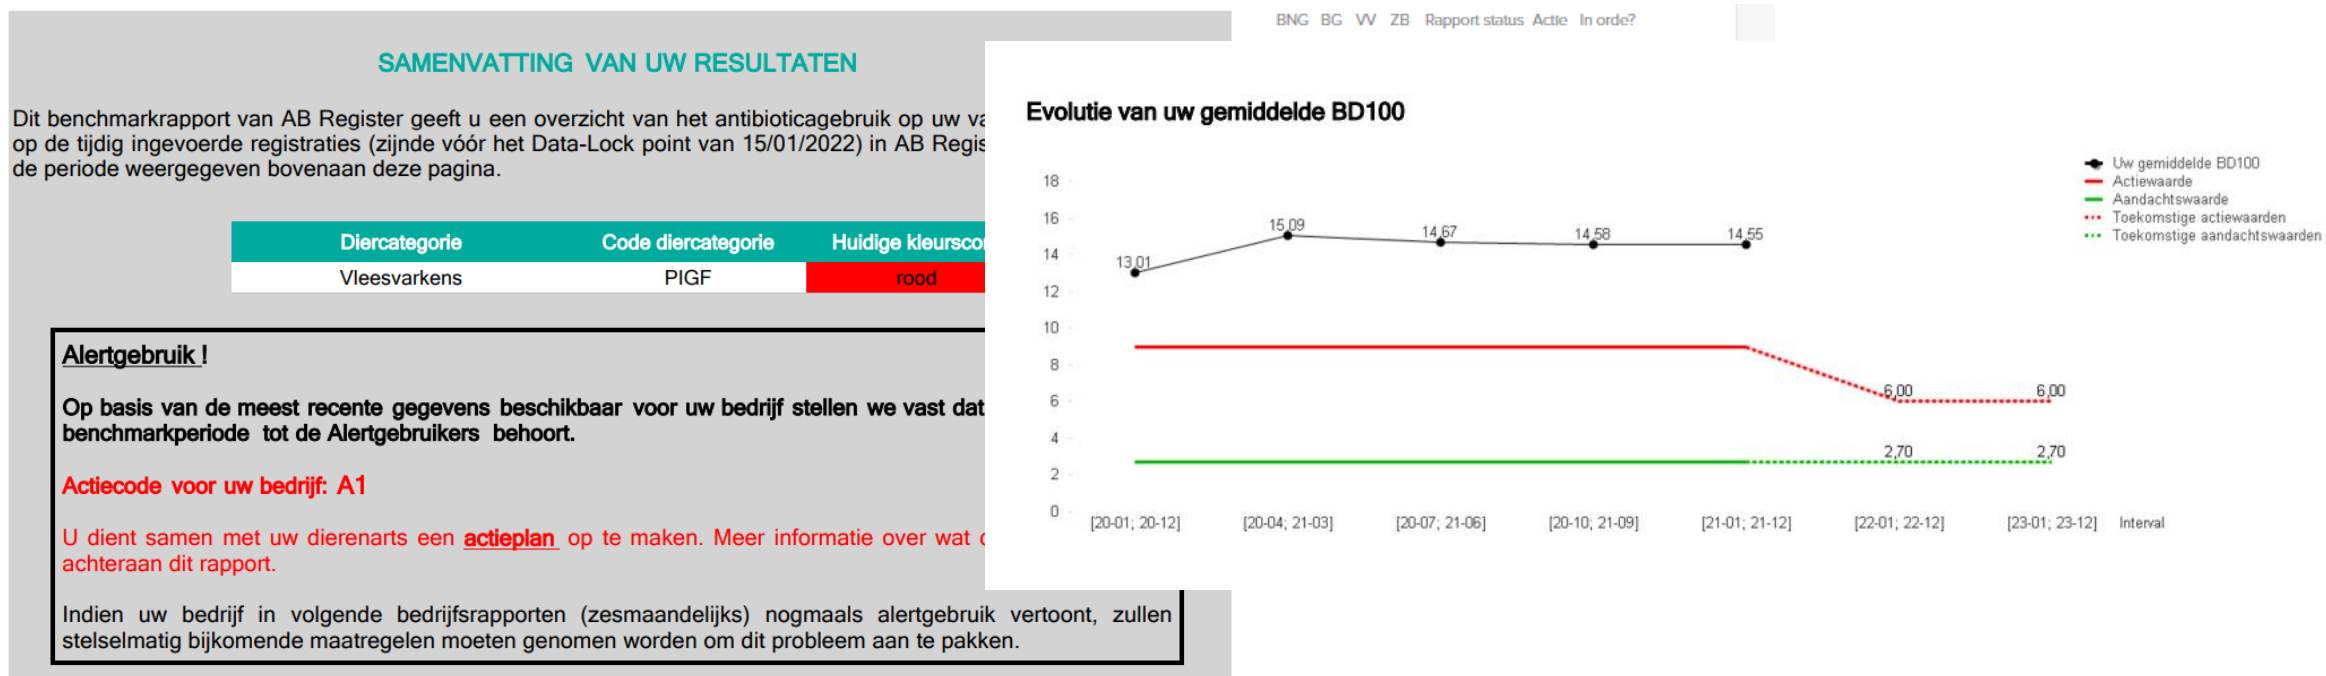 BNG BG VV ZB Rapport status Actie In orde?
SAMENVATTING VAN UW RESULTATEN
Dit benchmarkrapport van AB Register geeft u een overzicht van het antibioticagebruik op uw
op de tijdig ingevoerde registraties (zijnde vóór het Data-Lock point van 15/01/2022) in AB
de periode weergegeven bovenaan deze pagina.
Diercategorie Code diercategorie Huidige
Vleesvarkens PIGF rood
Alertgebruik !
Op basis van de meest recente gegevens beschikbaar voor uw bedrijf stellen we vast dat
benchmarkperiode tot de Alertgebruikers behoort.
Actiecode voor uw bedrijf: A1
U dient samen met uw dierenarts een actieplan op te maken. Meer informatie over wat
achteraan dit rapport.
Indien uw bedrijf in volgende bedrijfsrapporten (zesmaandelijks) nogmaals alertgebruik vertoont, zullen
stelselmatig bijkomende maatregelen moeten genomen worden om dit probleem aan te pakken.
Evolutie van uw gemiddelde BD100
Uw gemiddelde BD100
Actiewaarde
Aandachtswaarde
Toekomstige actiewaarden
Toekomstige aandachtswaarden
18
16
14
12
10
8
6
4
2
0
13,01
15,09
14,67
14,58
14,55
6,00
6,00
2,70
2,70
[20-01; 20-12] [20-04; 21-03] [20-07; 21-06] [20-10; 21-09] [21-01; 21-12] [22-01; 22-12] [23-01; 23-12] Interval